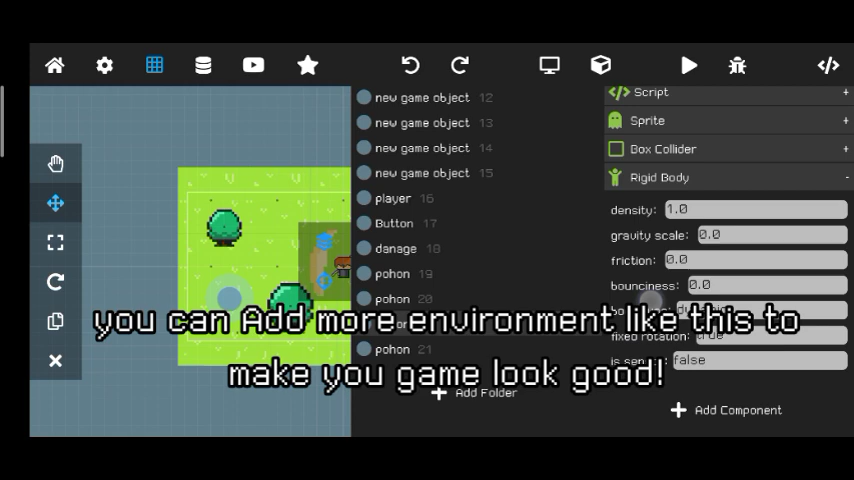 new game object 12
new game object 13
new game object 14
new game object 15
player 16
Button 17
danage 18
pohon 19
pohon 20
pohon 21
Add Folder
Script +
Sprite +
Box Collider +
Rigid Body -
density: 1.0
gravity scale: 0.0
friction: 0.0
bounciness: 0.0
fixed rotation: true
false
Add Component
you can Add more environment like this to
make you game look good!